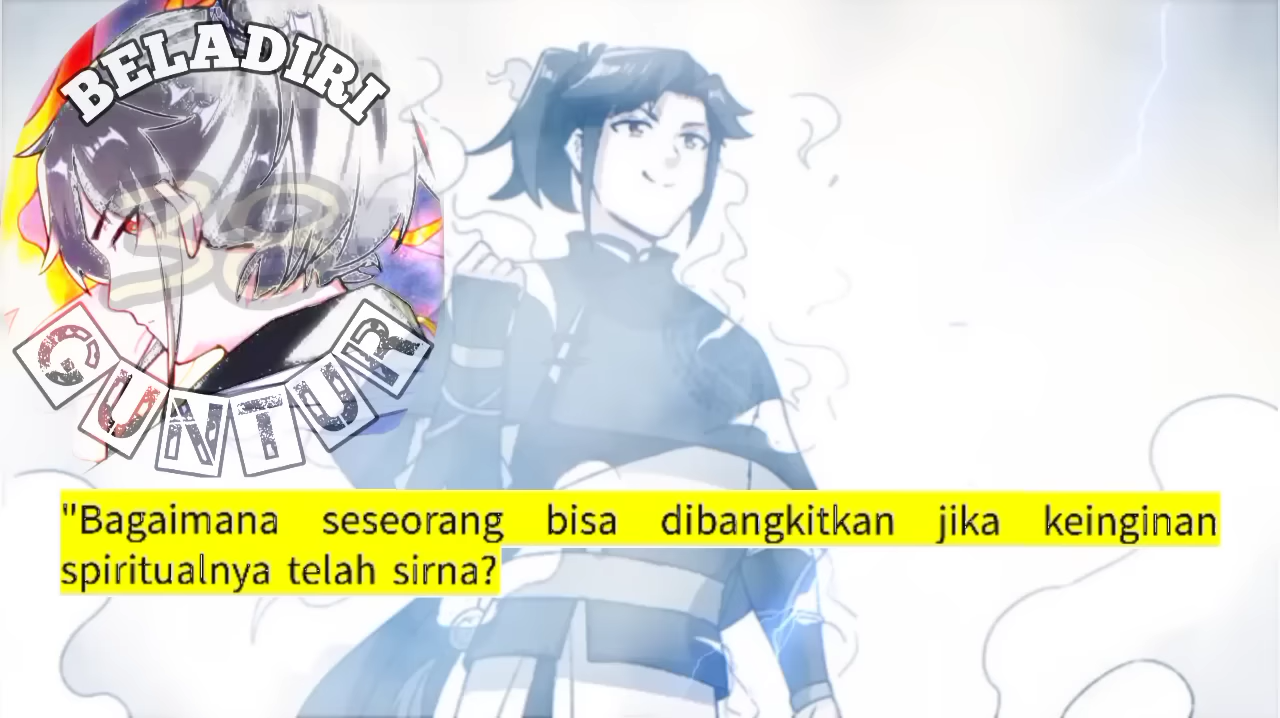 BELADIRI
GUNTUR
"Bagaimana seseorang bisa dibangkitkan jika keinginan
spiritualnya telah sirna?